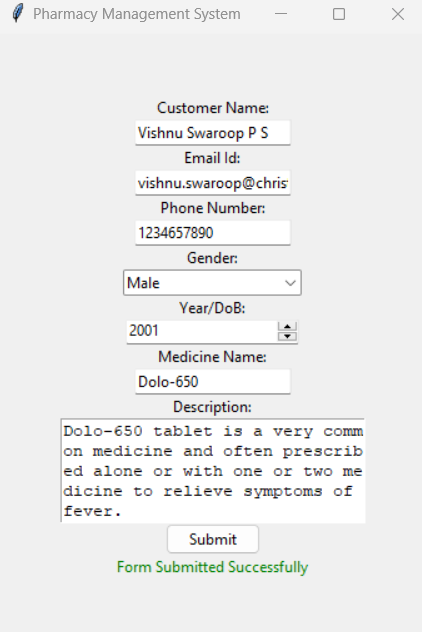 Pharmacy Management System
Customer Name:
Vishnu Swaroop P S
Email Id:
vishnu.swaroop@chris
Phone Number:
1234657890
Gender:
Male
Year/DoB:
2001
Medicine Name:
Dolo-650
Description:
Dolo-650 tablet is a very comm
on medicine and often prescrib
ed alone or with one or two me
dicine to relieve symptoms of
fever.
Submit
Form Submitted Successfully